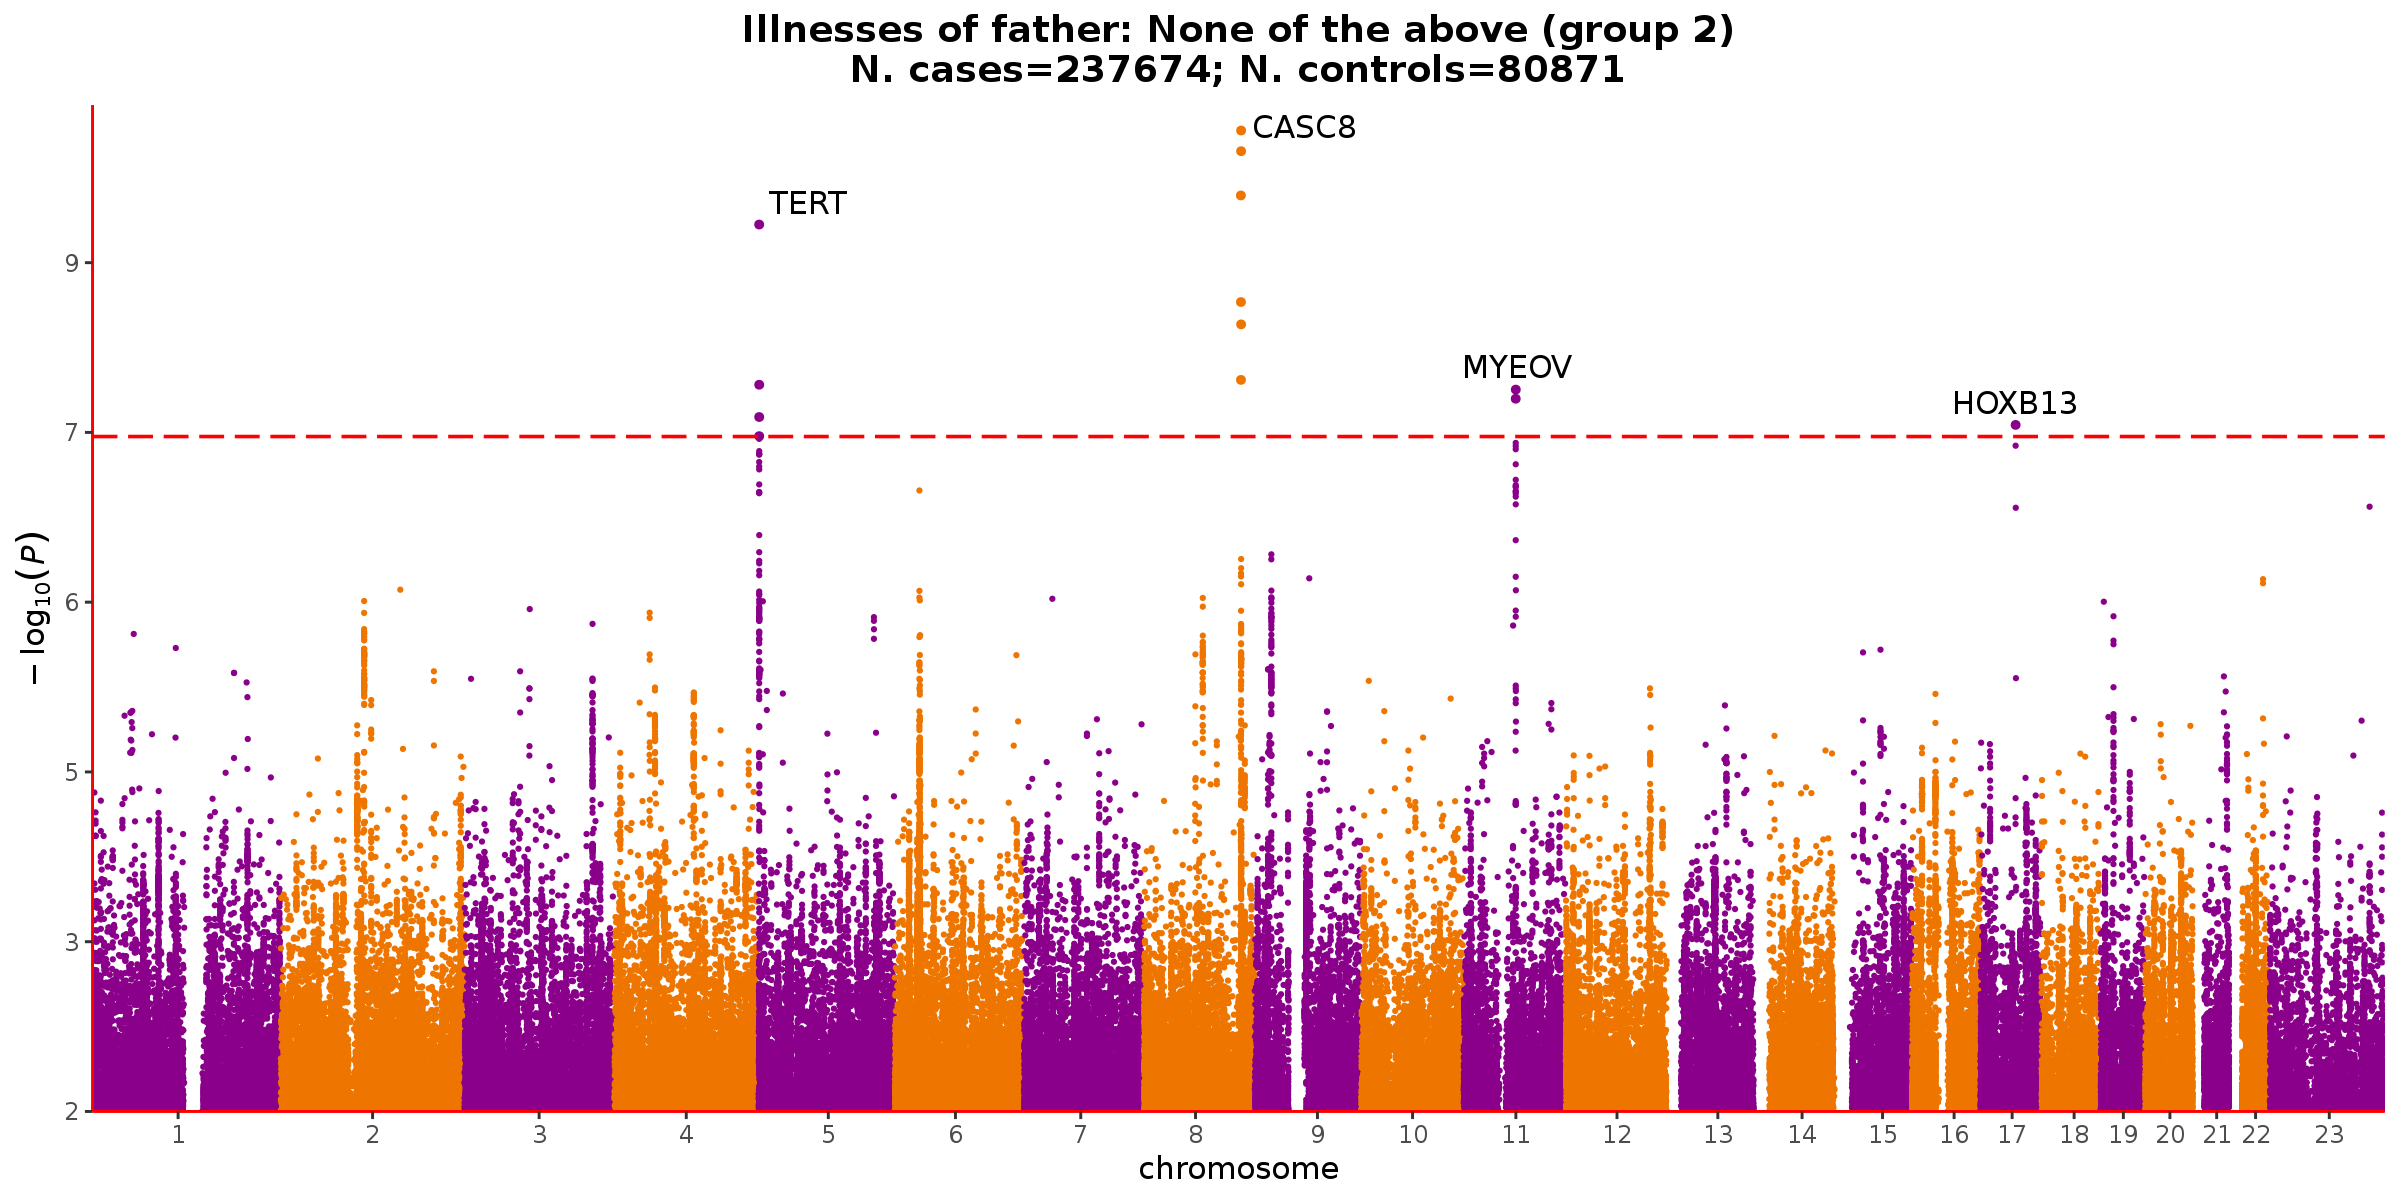 Illnesses of father: None of the above (group 2)
N. cases=237674; N. controls=80871
CASC8
TERT
MYEOV
HOXB13
9
7
6
5
3
2
−log10(P)
1 2 3 4 5 6 7 8 9 10 11 12 13 14 15 16 17 18 19 20 21 22 23
chromosome